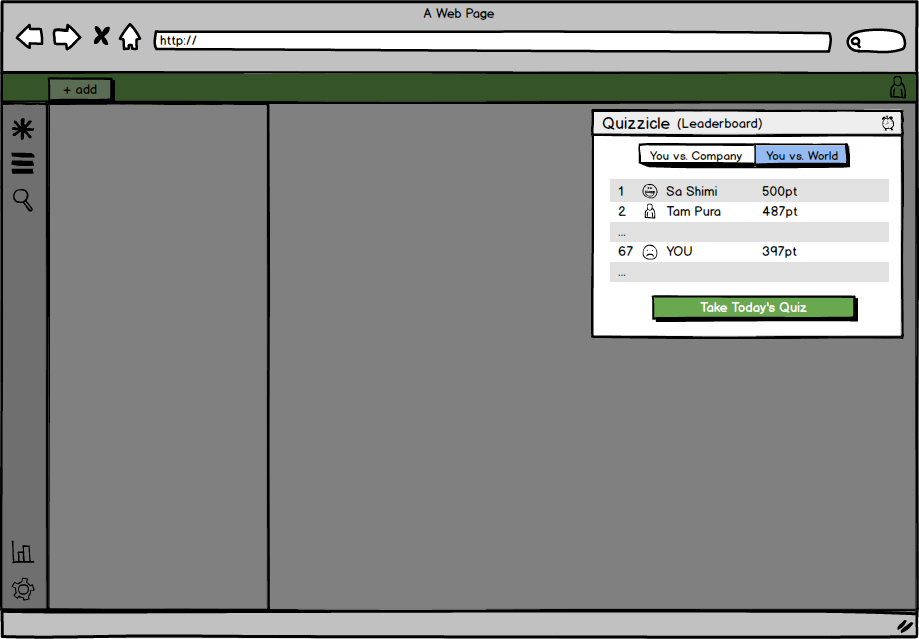 A Web Page
http://
+ add
Quizzicle (Leaderboard)
You vs. Company You vs. World
1 Sa Shimi 500pt
2 Tam Pura 487pt
...
67 YOU 397pt
...
Take Today's Quiz